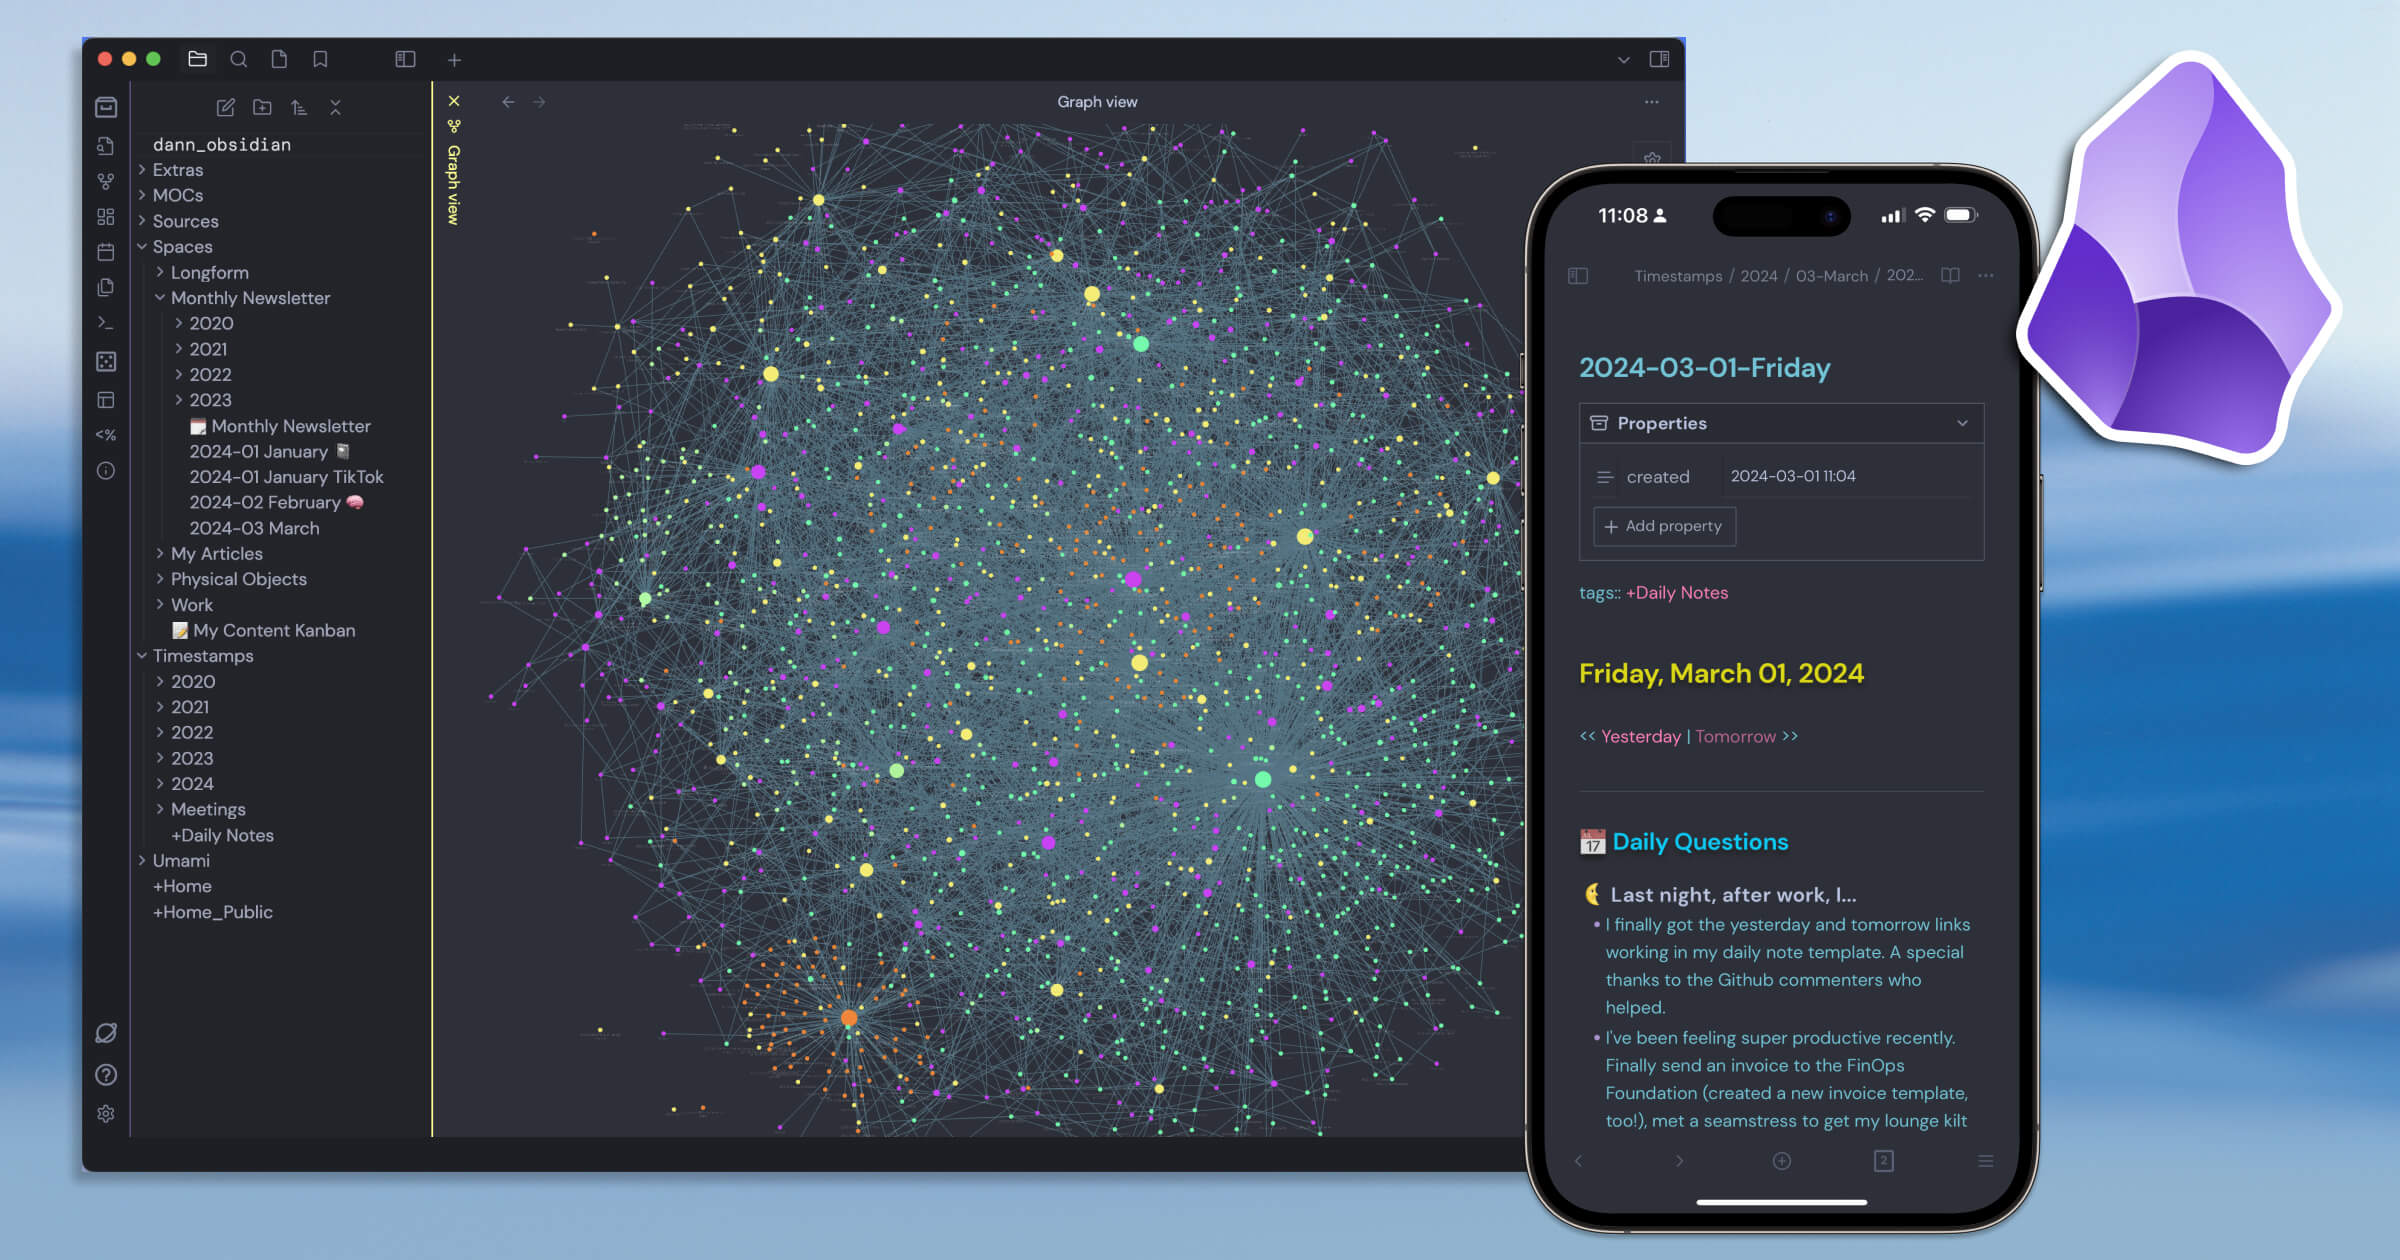 Graph view
dann_obsidian
Extras
MOCs
Sources
Spaces
Longform
Monthly Newsletter
2020
2021
2022
2023
Monthly Newsletter
2024-01 January
2024-01 January TikTok
2024-02 February
2024-03 March
My Articles
Physical Objects
Work
My Content Kanban
Timestamps
2020
2021
2022
2023
2024
Meetings
+Daily Notes
Umami
+Home
+Home_Public
Graph view
11:08
Timestamps / 2024 / 03-March / 202...
2024-03-01-Friday
Properties
created 2024-03-01 11:04
+ Add property
tags:: +Daily Notes
Friday, March 01, 2024
<< Yesterday | Tomorrow >>
17
Daily Questions
Last night, after work, I...
• I finally got the yesterday and tomorrow links
working in my daily note template. A special
thanks to the Github commenters who
helped.
• I've been feeling super productive recently.
Finally send an invoice to the FinOps
Foundation (created a new invoice template,
too!), met a seamstress to get my lounge kilt
2